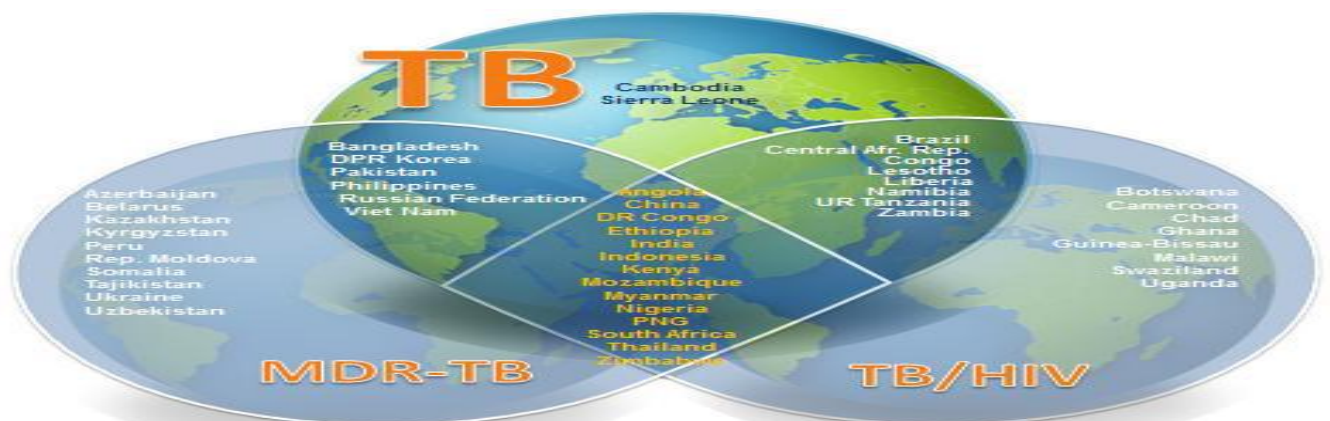 TB
Cambodia
Sierra Leone
Bangladesh
DPR Korea
Pakistan
Philippines
Russian Federation
Viet Nam
Brazil
Central Afr. Rep.
Congo
Lesotho
Liberia
Namibia
UR Tanzania
Zambia
Azerbaijan
Belarus
Kazakhstan
Kyrgyzstan
Peru
Rep. Moldova
Somalia
Tajikistan
Ukraine
Uzbekistan
Angola
China
DR Congo
Ethiopia
India
Indonesia
Kenya
Mozambique
Myanmar
Nigeria
PNG
South Africa
Thailand
Zimbabwe
Botswana
Cameroon
Chad
Ghana
Guinea-Bissau
Malawi
Swaziland
Uganda
MDR-TB
TB/HIV